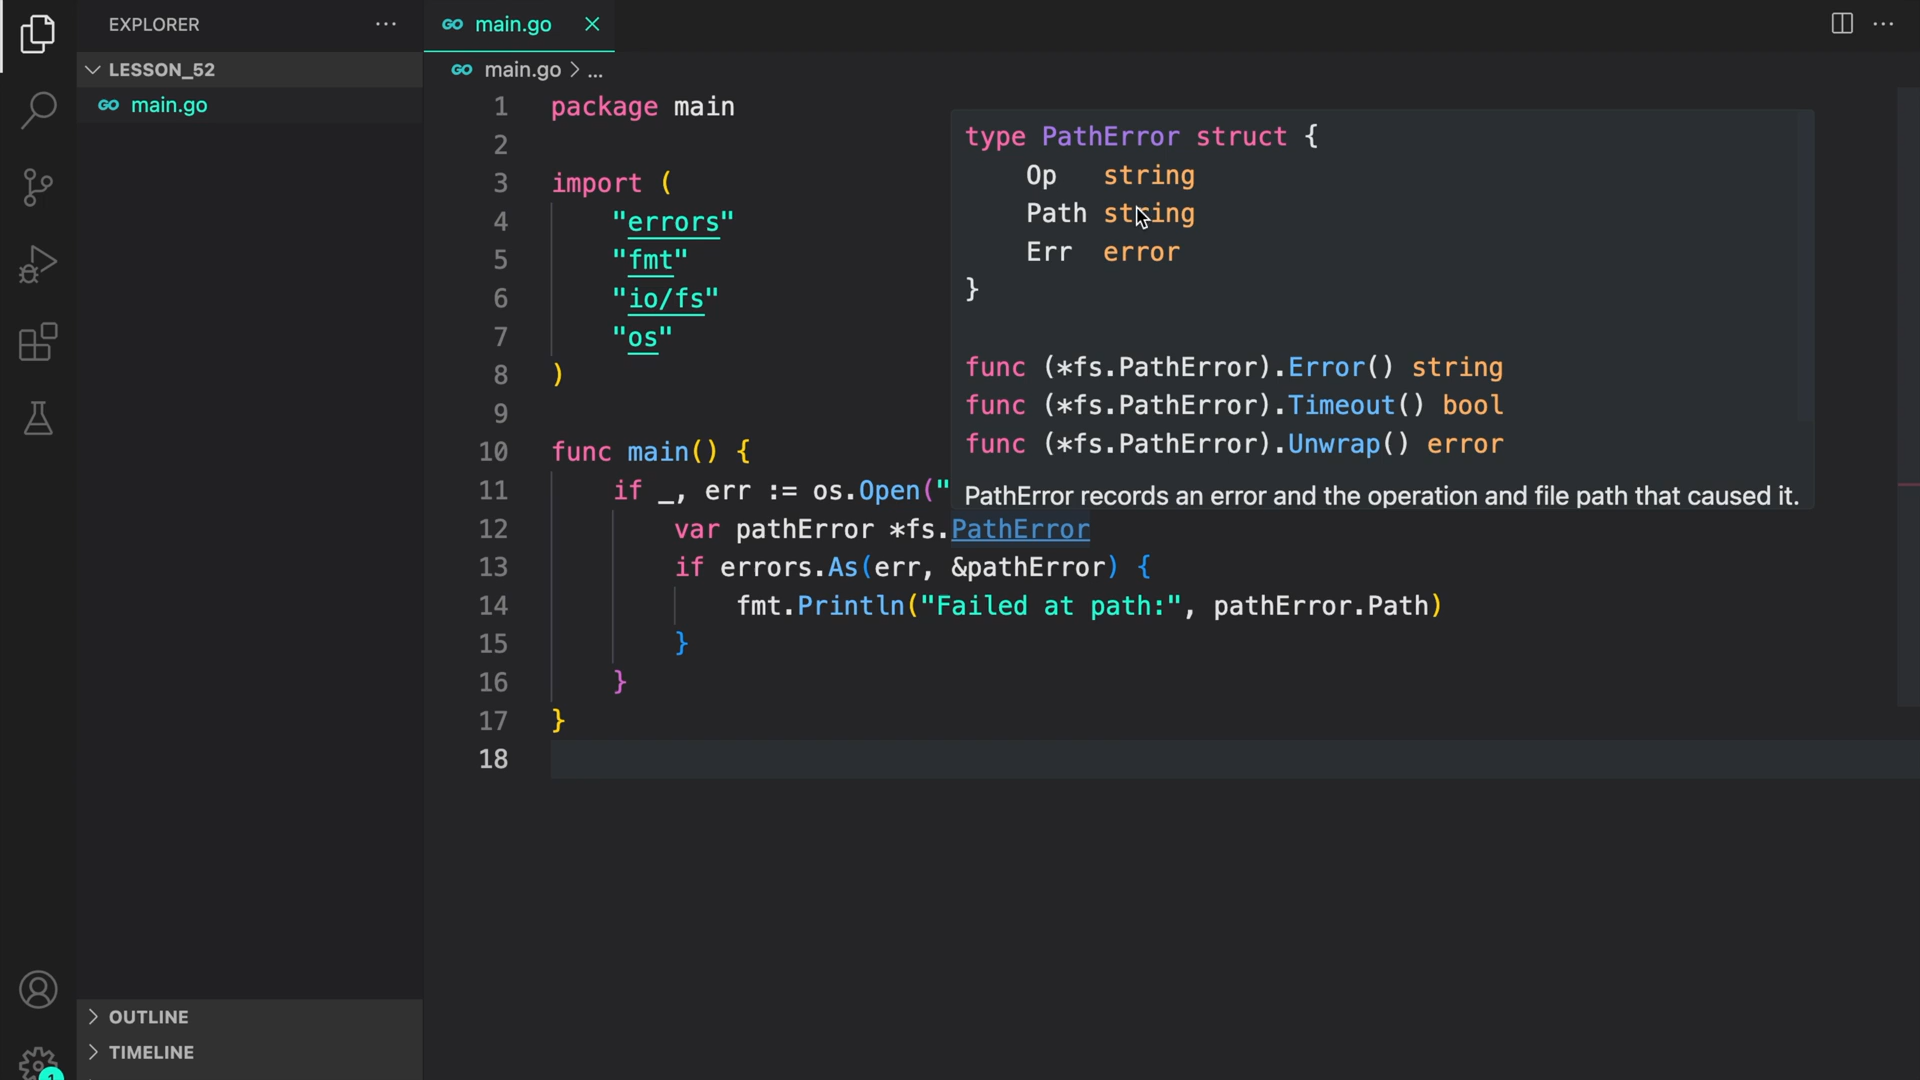 EXPLORER
LESSON_52
GO main.go
OUTLINE
TIMELINE
1
GO main.go
GO main.go > ...
1 package main
2
3 import (
4 "errors"
5 "fmt"
6 "io/fs"
7 "os"
8 )
9
10 func main() {
11 if _, err := os.Open("
12 var pathError *fs.PathError
13 if errors.As(err, &pathError) {
14 fmt.Println("Failed at path:", pathError.Path)
15 }
16 }
17 }
18
type PathError struct {
Op string
Path string
Err error
}
func (*fs.PathError).Error() string
func (*fs.PathError).Timeout() bool
func (*fs.PathError).Unwrap() error
PathError records an error and the operation and file path that caused it.